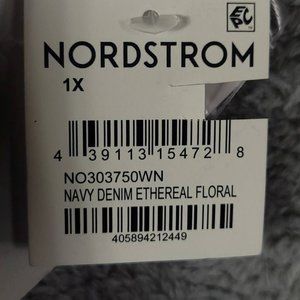 NORDSTROM
1X
4 39113 15472 8
NO303750WN
NAVY DENIM ETHEREAL FLORAL
405894212449